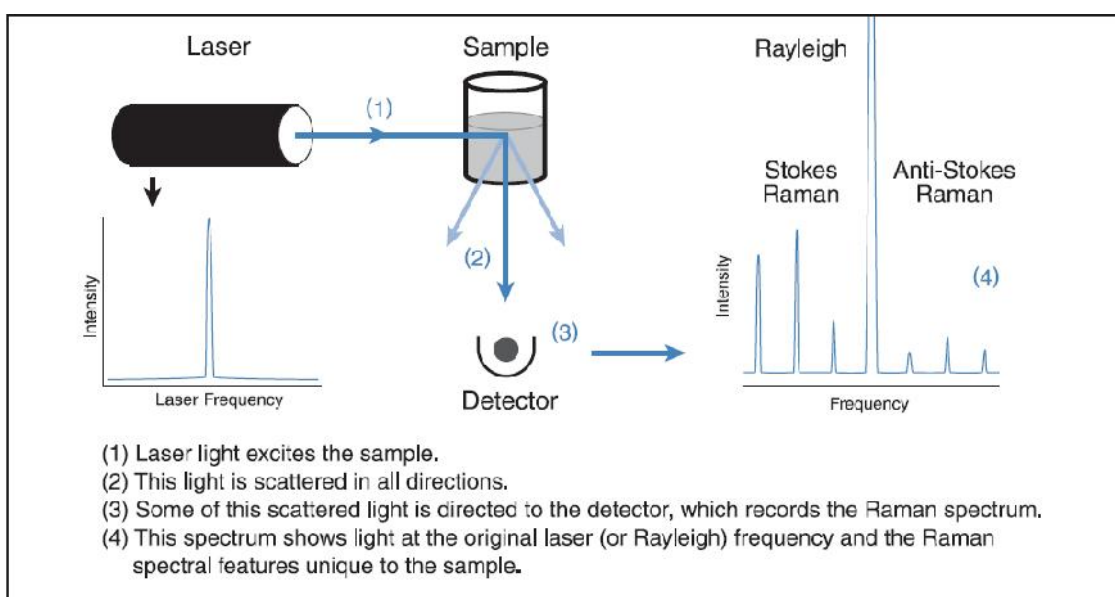 Laser
Sample
Rayleigh
(1)
Stokes
Raman
Anti-Stokes
Raman
(2)
(4)
Intensity
Intensity
(3)
Laser Frequency
Detector
Frequency
(1) Laser light excites the sample.
(2) This light is scattered in all directions.
(3) Some of this scattered light is directed to the detector, which records the Raman spectrum.
(4) This spectrum shows light at the original laser (or Rayleigh) frequency and the Raman
spectral features unique to the sample.